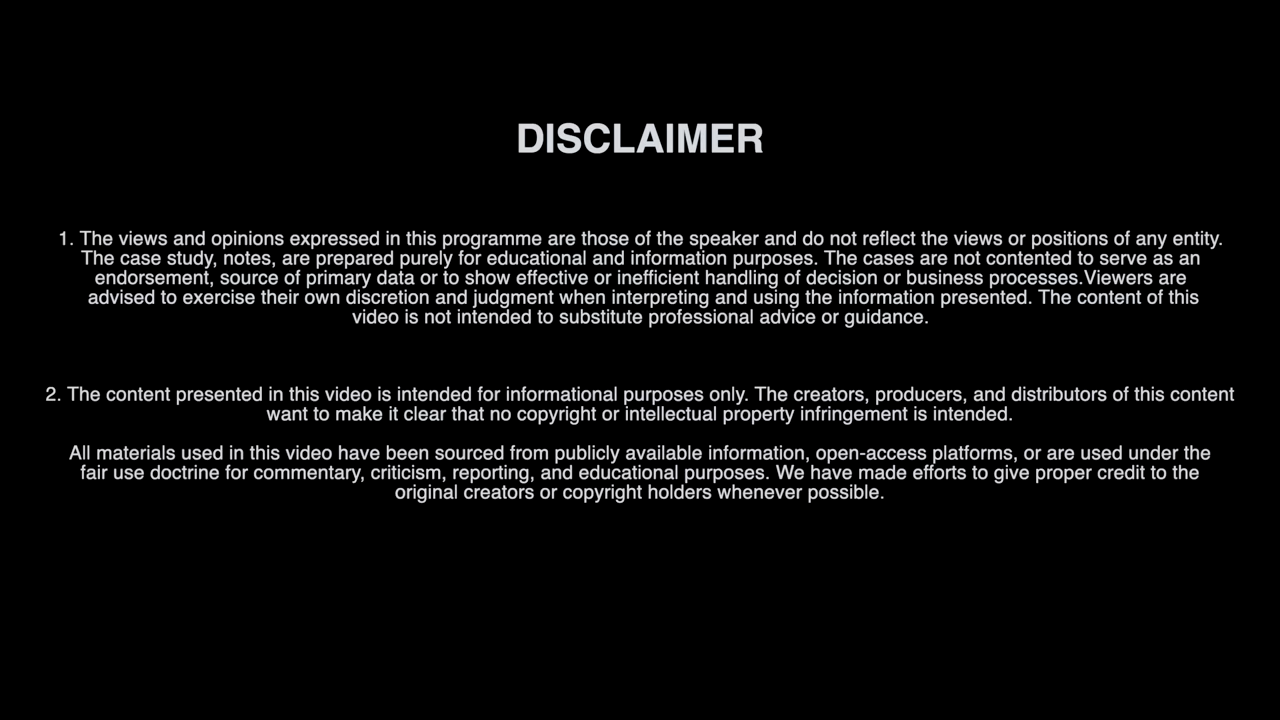 DISCLAIMER
1. The views and opinions expressed in this programme are those of the speaker and do not reflect the views or positions of any entity.
The case study, notes, are prepared purely for educational and information purposes. The cases are not contented to serve as an
endorsement, source of primary data or to show effective or inefficient handling of decision or business processes.Viewers are
advised to exercise their own discretion and judgment when interpreting and using the information presented. The content of this
video is not intended to substitute professional advice or guidance.
2. The content presented in this video is intended for informational purposes only. The creators, producers, and distributors of this content
want to make it clear that no copyright or intellectual property infringement is intended.
All materials used in this video have been sourced from publicly available information, open-access platforms, or are used under the
fair use doctrine for commentary, criticism, reporting, and educational purposes. We have made efforts to give proper credit to the
original creators or copyright holders whenever possible.